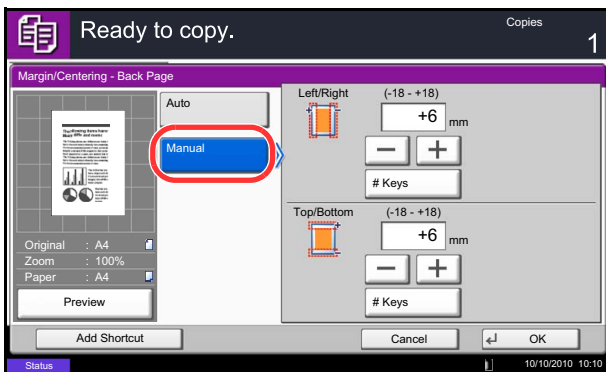 Ready to copy.
Copies
1
Margin/Centering - Back Page
Auto
Manual
Left/Right
(-18 - +18)
+6 mm
# Keys
Top/Bottom
(-18 - +18)
+6 mm
# Keys
Original : A4
Zoom : 100%
Paper : A4
Preview
Add Shortcut
Cancel
OK
Status
10/10/2010 10:10